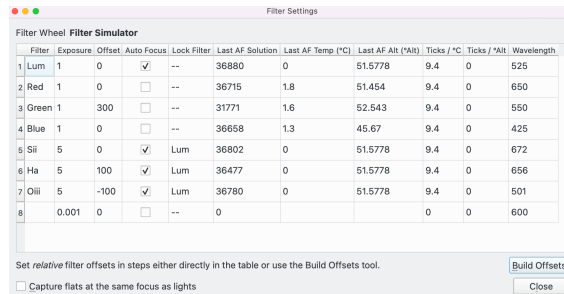 Filter Settings
Filter Wheel Filter Simulator
Filter Exposure Offset Auto Focus Lock Filter Last AF Solution Last AF Temp (°C) Last AF Alt (°Alt) Ticks / °C Ticks / °Alt Wavelength
1 Lum 1 0 -- 36880 0 51.5778 9.4 0 525
2 Red 1 0 -- 36715 1.8 51.454 9.4 0 650
3 Green 1 300 -- 31771 1.6 52.543 9.4 0 550
4 Blue 1 0 -- 36658 1.3 45.67 9.4 0 425
5 Sii 5 0 Lum 36802 0 51.5778 9.4 0 672
6 Ha 5 100 Lum 36477 0 51.5778 9.4 0 656
7 Oiii 5 -100 Lum 36780 0 51.5778 9.4 0 501
8 0.001 0 -- 0 0 0 600
Set relative filter offsets in steps either directly in the table or use the Build Offsets tool. Build Offsets
Capture flats at the same focus as lights Close